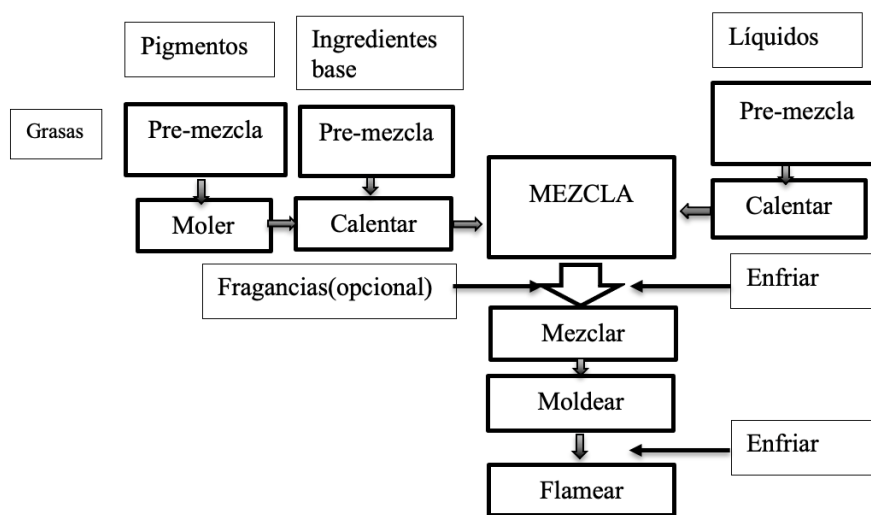 Pigmentos
Ingredientes
base
Líquidos
Grasas
Pre-mezcla
Pre-mezcla
Pre-mezcla
Moler
Calentar
MEZCLA
Calentar
Fragancias(opcional)
Enfriar
Mezclar
Moldear
Enfriar
Flamear